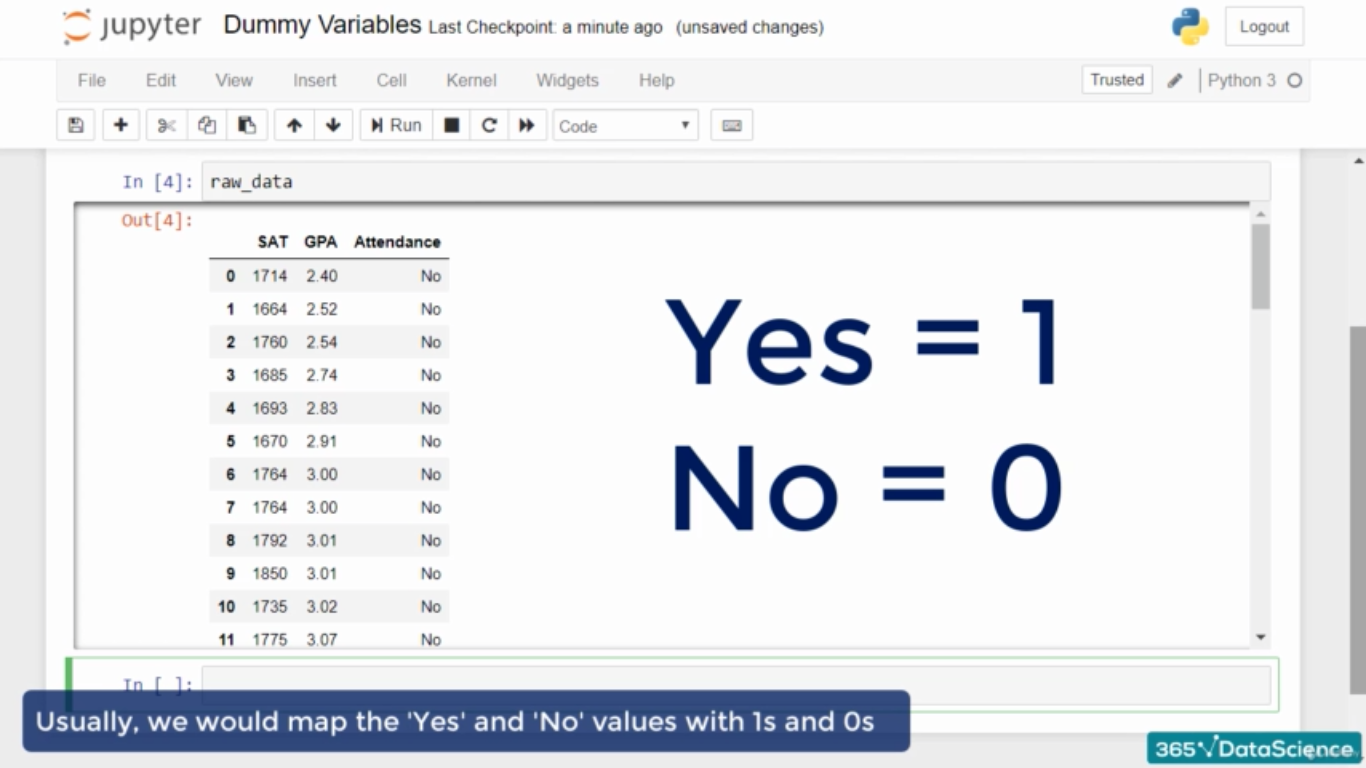 jupyter Dummy Variables Last Checkpoint: a minute ago (unsaved changes) Logout
File Edit View Insert Cell Kernel Widgets Help Trusted Python 3
Run Code
In [4]: raw_data
Out[4]:
SAT GPA Attendance
0 1714 2.40 No
1 1664 2.52 No
2 1760 2.54 No
3 1685 2.74 No
4 1693 2.83 No
5 1670 2.91 No
6 1764 3.00 No
7 1764 3.00 No
8 1792 3.01 No
9 1850 3.01 No
10 1735 3.02 No
11 1775 3.07 No
Yes = 1
No = 0
In [ ]:
Usually, we would map the 'Yes' and 'No' values with 1s and 0s
365 DataScience